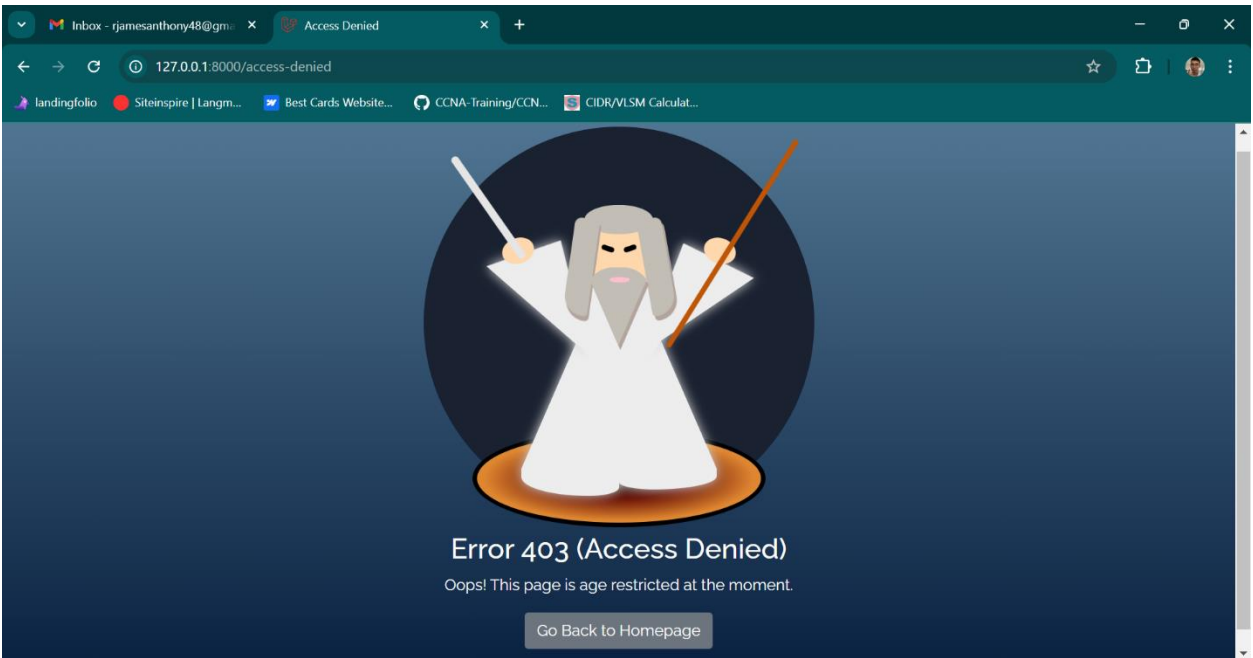 Inbox - rjamesanthony48@gma
Access Denied
127.0.0.1:8000/access-denied
landingfolio
Siteinspire | Langm...
Best Cards Website...
CCNA-Training/CCN...
CIDR/VLSM Calculat...
Error 403 (Access Denied)
Oops! This page is age restricted at the moment.
Go Back to Homepage